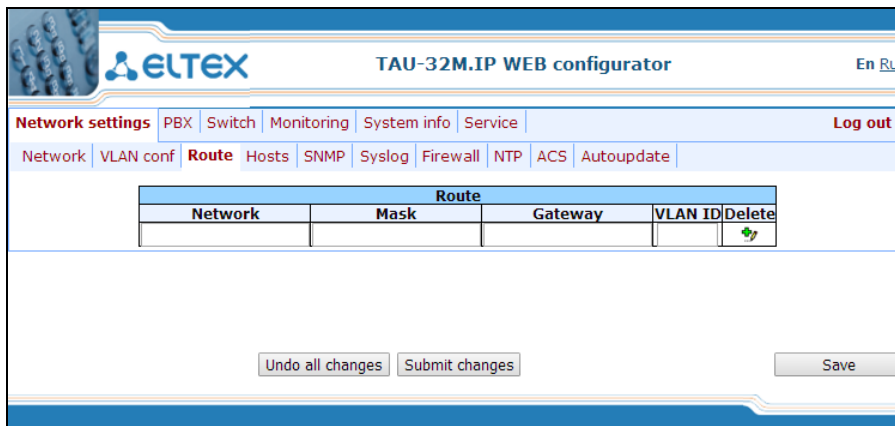 ELTEX
TAU-32M.IP WEB configurator
En Ru
Network settings PBX Switch Monitoring System info Service Log out
Network VLAN conf Route Hosts SNMP Syslog Firewall NTP ACS Autoupdate
Route
Network Mask Gateway VLAN ID Delete
Undo all changes Submit changes Save